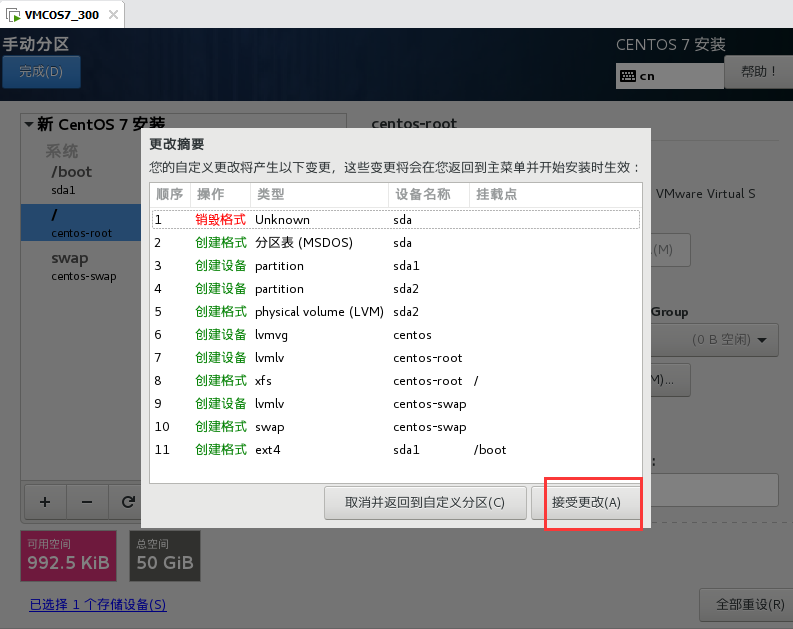 VMCOS7_300
手动分区
CENTOS 7 安装
完成(D)
cn
帮助！
新 CentOS 7 安装
centos-root
系统
/boot
sda1
/
centos-root
swap
centos-swap
VMware Virtual S
(M)
Group
(0 B 空闲)
M)...
:
更改摘要
您的自定义更改将产生以下变更，这些变更将会在您返回到主菜单并开始安装时生效：
顺序 操作 类型 设备名称 挂载点
1 销毁格式 Unknown sda
2 创建格式 分区表 (MSDOS) sda
3 创建设备 partition sda1
4 创建设备 partition sda2
5 创建格式 physical volume (LVM) sda2
6 创建设备 lvmvg centos
7 创建设备 lvmlv centos-root
8 创建格式 xfs centos-root /
9 创建设备 lvmlv centos-swap
10 创建格式 swap centos-swap
11 创建格式 ext4 sda1 /boot
取消并返回到自定义分区(C) 接受更改(A)
+ −
可用空间
992.5 KiB
总空间
50 GiB
已选择 1 个存储设备(S)
全部重设(R)